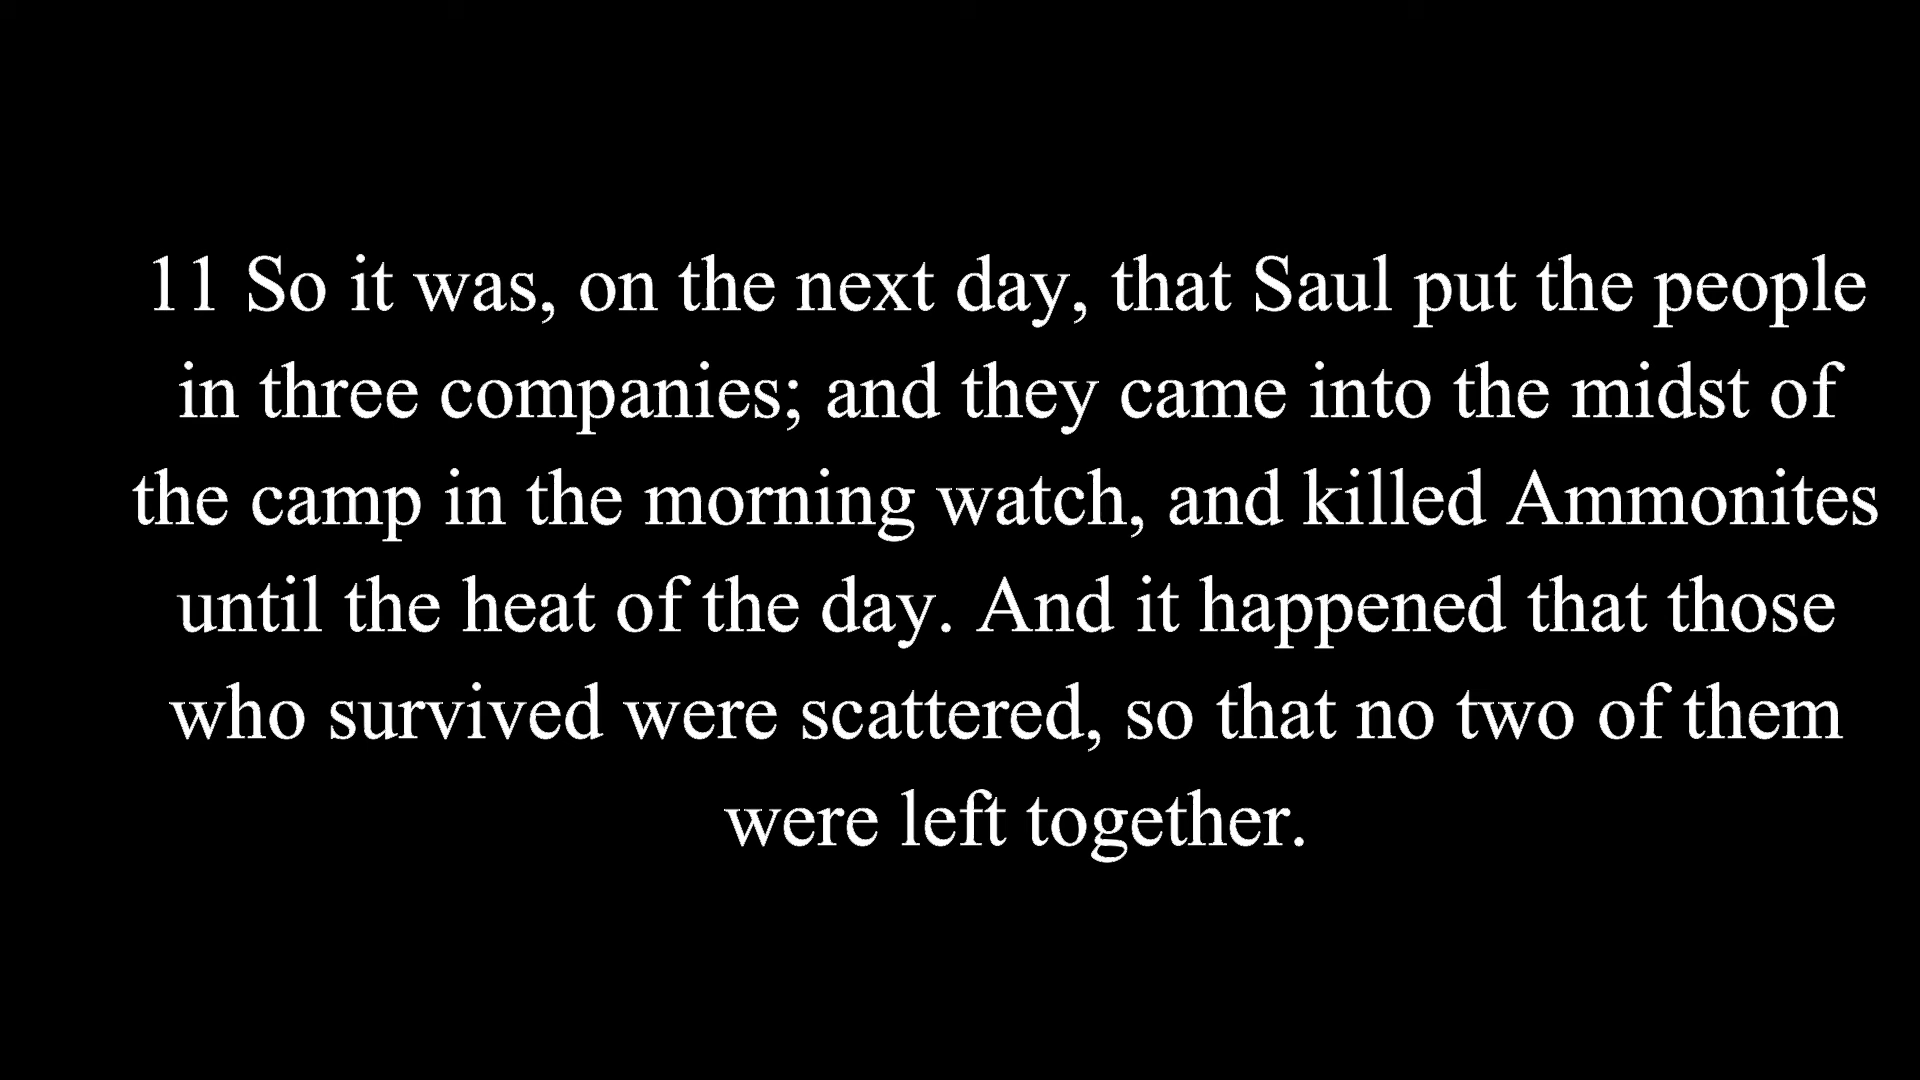 11 So it was, on the next day, that Saul put the people
in three companies; and they came into the midst of
the camp in the morning watch, and killed Ammonites
until the heat of the day. And it happened that those
who survived were scattered, so that no two of them
were left together.